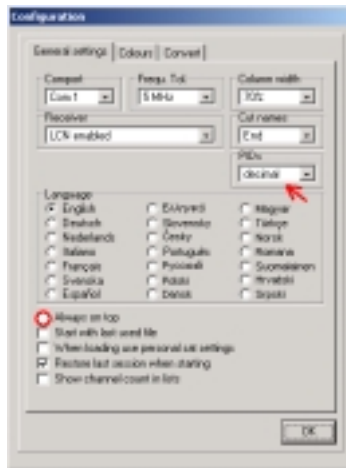 Configuration
General settings Colours Convert
Comport Frequ. Tol. Column width
Com 1 5 MHz 70%
Receiver Cut names
LCN enabled End
PIDs
decimal
Language
English Ελληνικά Magyar
Deutsch Slovensky Türkçe
Nederlands Česky Norsk
Italiano Português Romana
Français Русский Suomalainen
Svenska Polski Hrvatski
Español Dansk Srpski
Always on top
Start with last used file
When loading use personal sat settings
Restore last session when starting
Show channel count in lists
OK